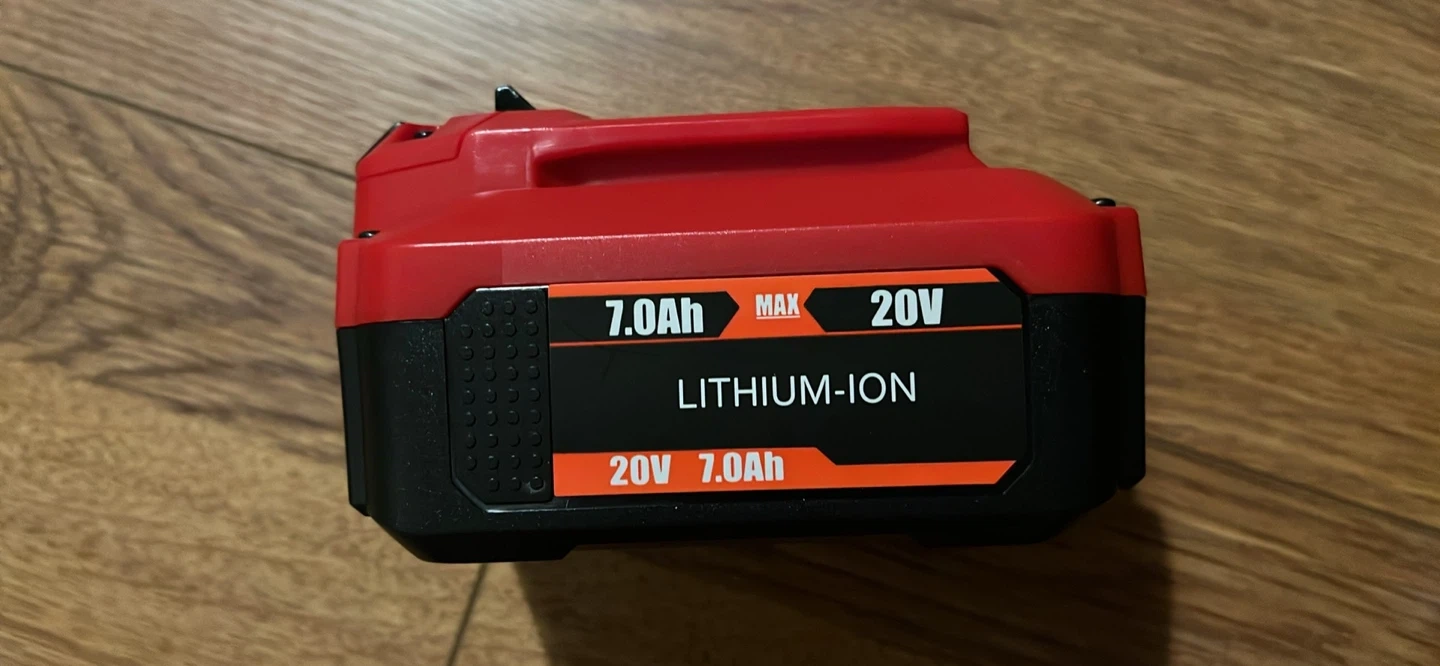 7.0Ah MAX 20V
LITHIUM-ION
20V 7.0Ah